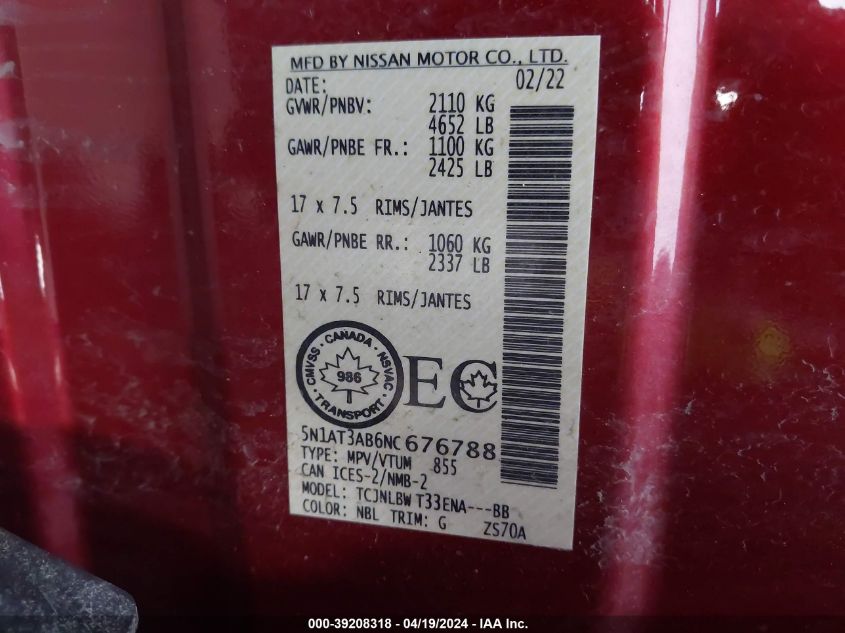 MFD BY NISSAN MOTOR CO., LTD.
DATE: 02/22
GVWR/PNBV: 2110 KG
4652 LB
GAWR/PNBE FR.: 1100 KG
2425 LB
17 x 7.5 RIMS/JANTES
GAWR/PNBE RR.: 1060 KG
2337 LB
17 x 7.5 RIMS/JANTES
CMVSS · CANADA · NSVAC · TRANSPORT ·
986
EC
5N1AT3AB6NC676788
TYPE: MPV/VTUM 855
CAN ICES-2/NMB-2
MODEL: TCJNLBW T33ENA---BB
COLOR: NBL TRIM: G ZS70A
000-39208318 - 04/19/2024 - IAA Inc.